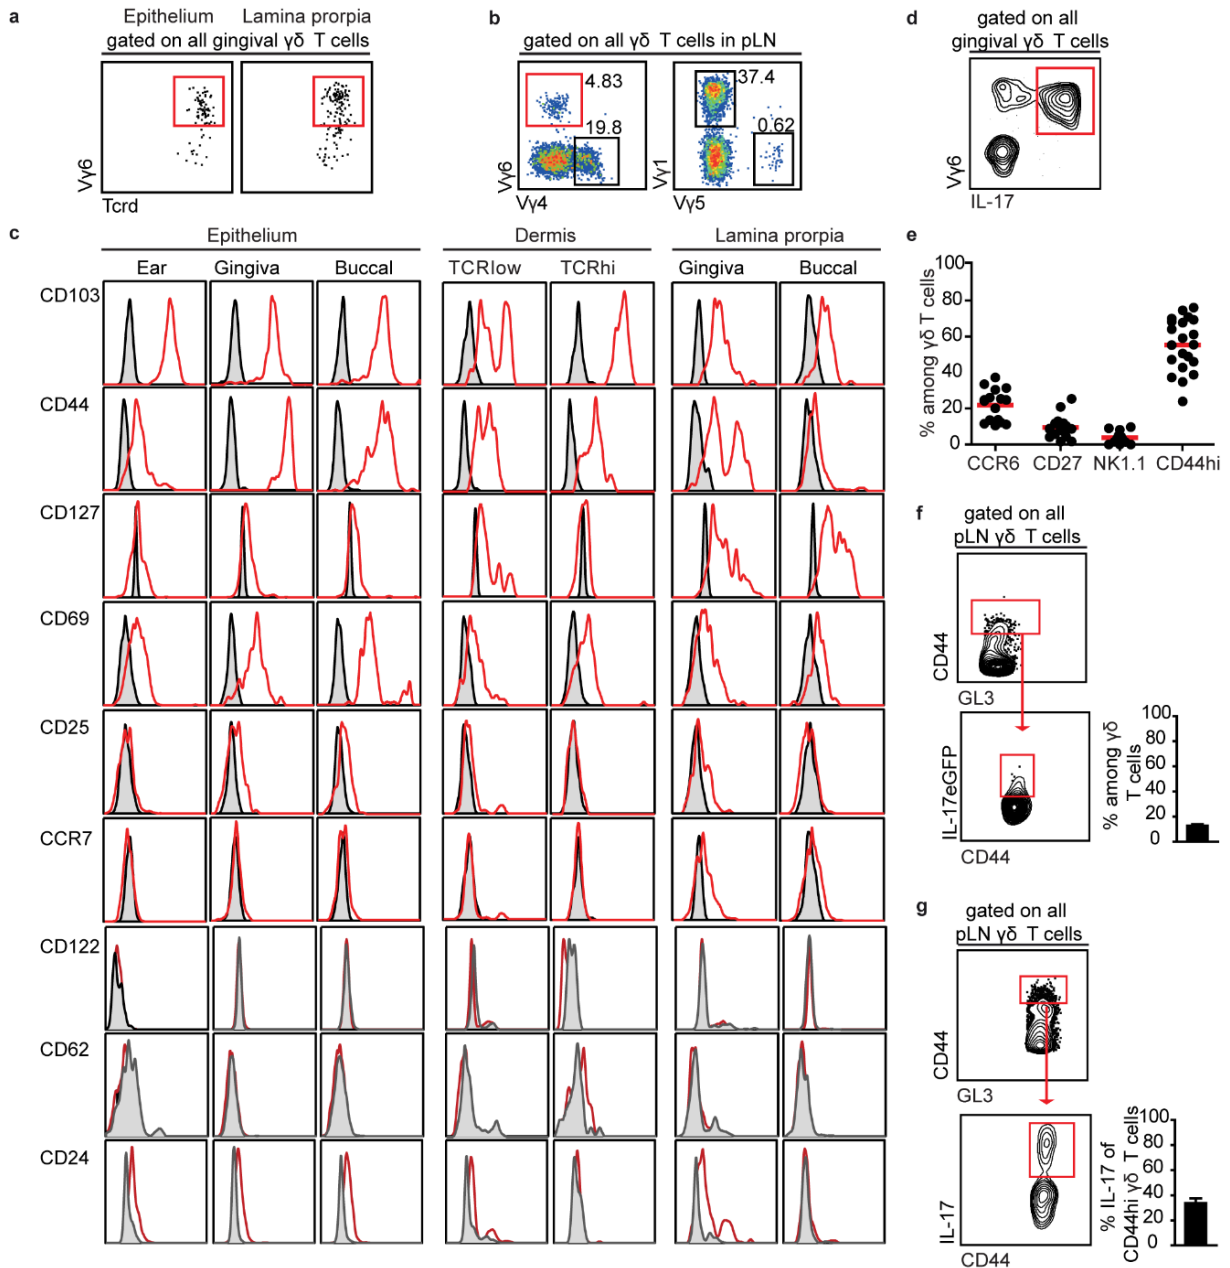 a
Epithelium
Lamina prorpia
gated on all gingival γδ T cells
Vγ6
Tcrd
b
gated on all γδ T cells in pLN
4.83
19.8
37.4
0.62
Vγ6
Vγ4
Vγ1
Vγ5
d
gated on all
gingival γδ T cells
Vγ6
IL-17
c
Epithelium
Dermis
Lamina prorpia
Ear
Gingiva
Buccal
TCRlow
TCRhi
Gingiva
Buccal
CD103
CD44
CD127
CD69
CD25
CCR7
CD122
CD62
CD24
e
% among γδ T cells
100
80
60
40
20
0
CCR6
CD27
NK1.1
CD44hi
f
gated on all
pLN γδ T cells
CD44
GL3
IL-17eGFP
CD44
% among γδ
T cells
100
80
60
40
20
0
g
gated on all
pLN γδ T cells
CD44
GL3
IL-17
CD44
% IL-17 of
CD44hi γδ T cells
100
80
60
40
20
0